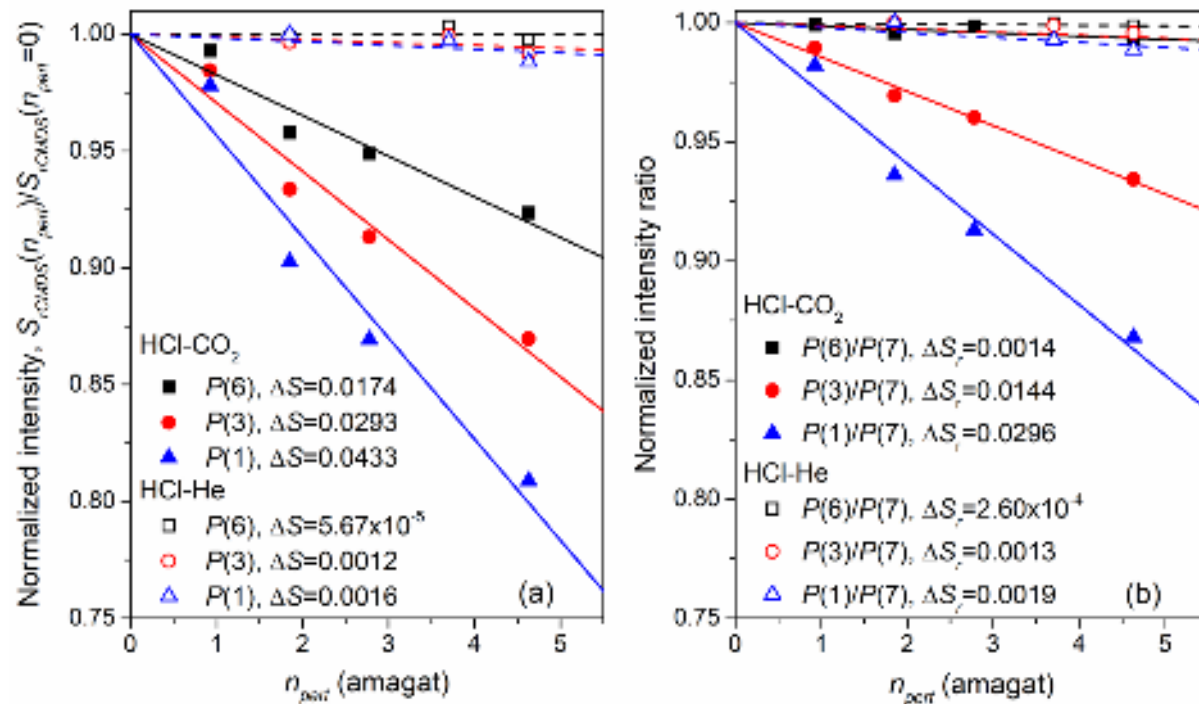 Normalized intensity, S_rCMDS(n_pert)/S_rCMDS(n_pert=0)
1.00
0.95
0.90
0.85
0.80
0.75
HCl-CO₂
P(6), ΔS=0.0174
P(3), ΔS=0.0293
P(1), ΔS=0.0433
HCl-He
P(6), ΔS=5.67x10⁻⁵
P(3), ΔS=0.0012
P(1), ΔS=0.0016
(a)
0 1 2 3 4 5
n_pert (amagat)
Normalized intensity ratio
1.00
0.95
0.90
0.85
0.80
0.75
HCl-CO₂
P(6)/P(7), ΔS_r=0.0014
P(3)/P(7), ΔS_r=0.0144
P(1)/P(7), ΔS_r=0.0296
HCl-He
P(6)/P(7), ΔS_r=2.60x10⁻⁴
P(3)/P(7), ΔS_r=0.0013
P(1)/P(7), ΔS_r=0.0019
(b)
0 1 2 3 4 5
n_pert (amagat)